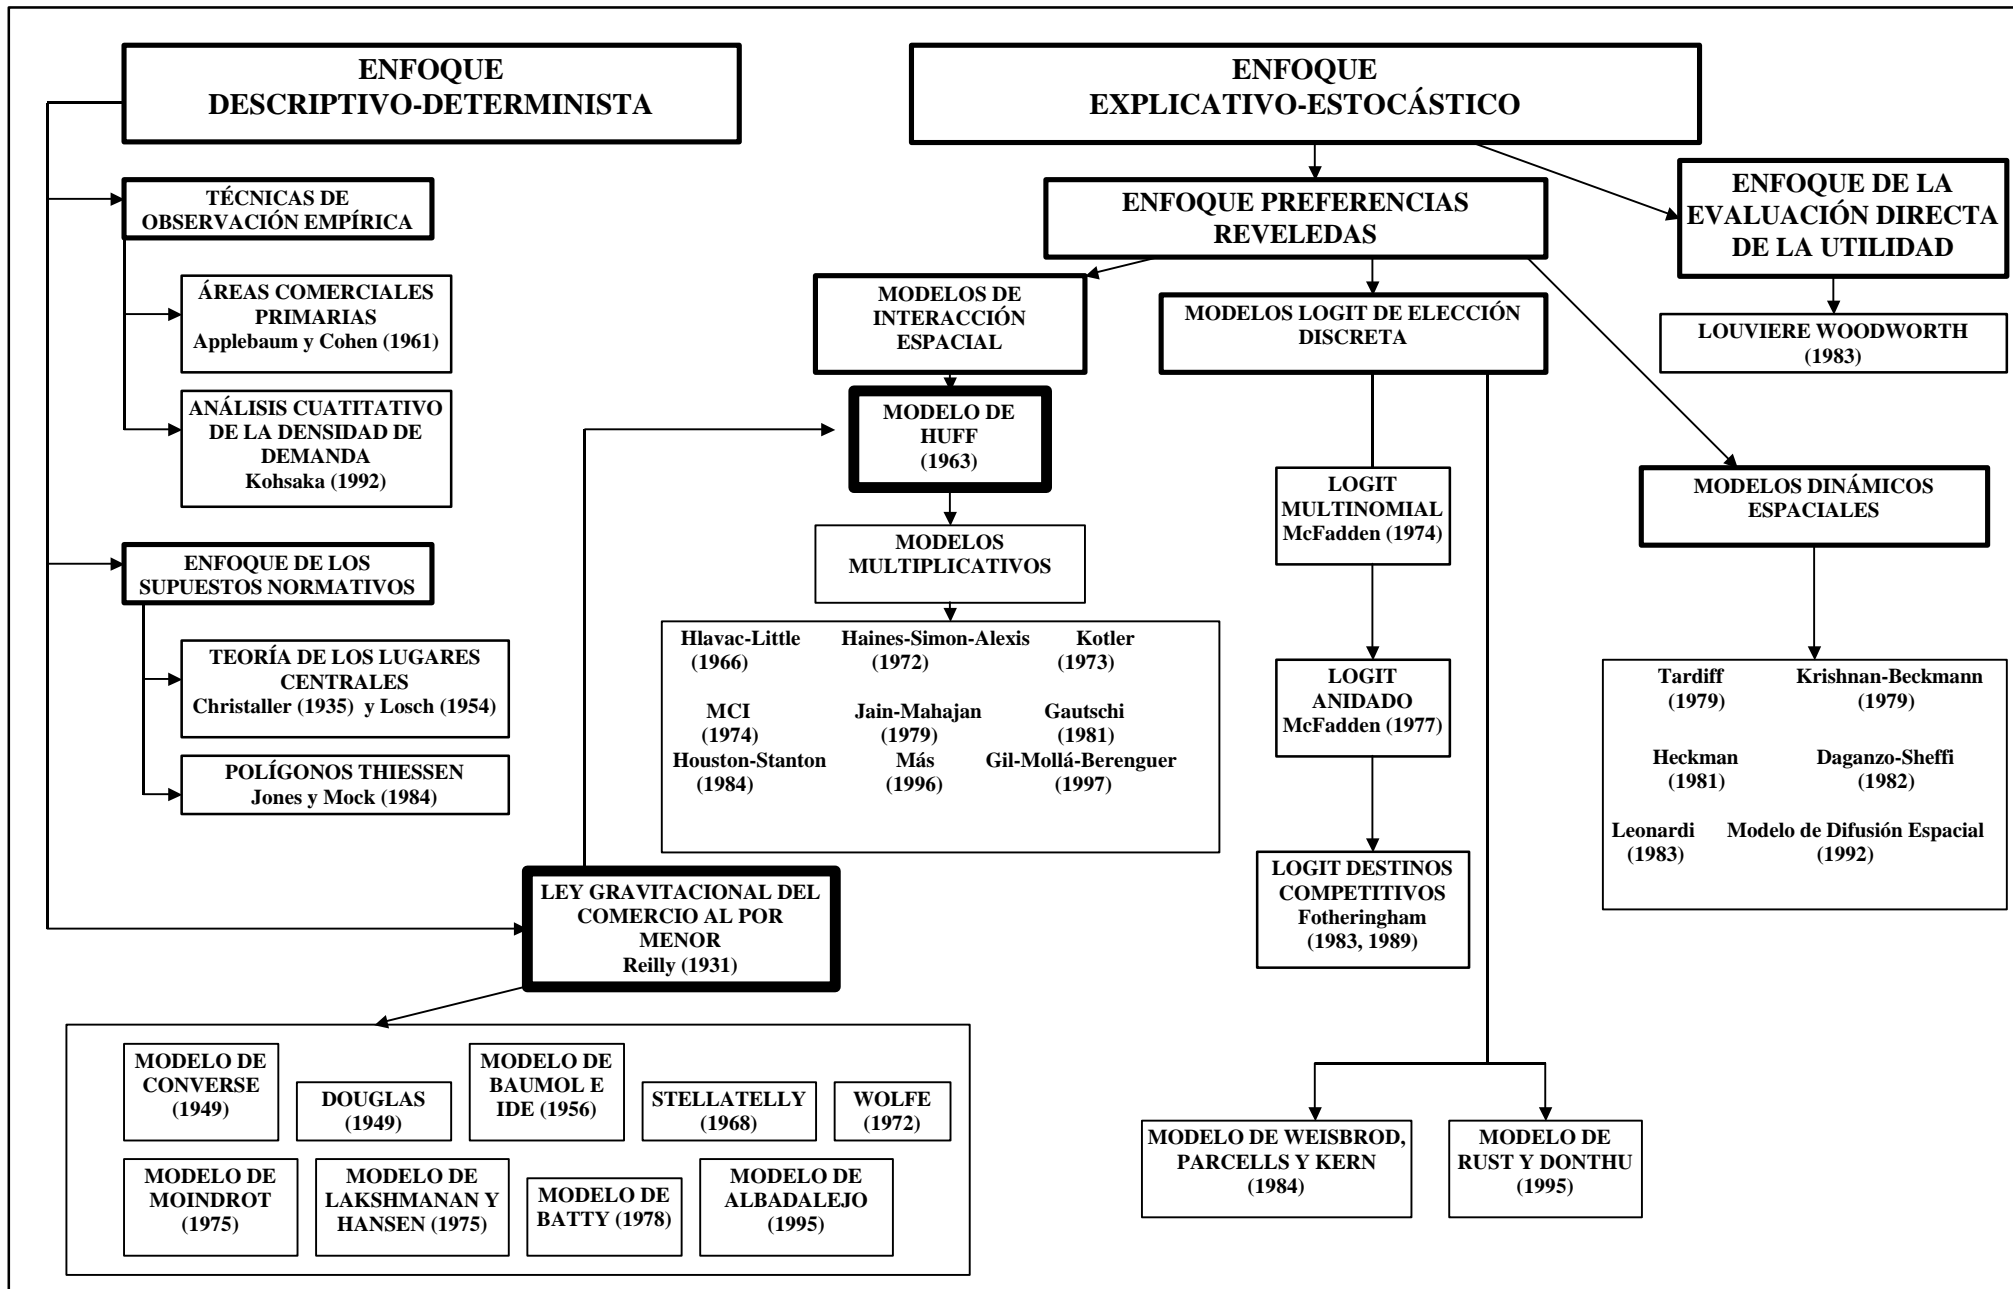 ENFOQUE
DESCRIPTIVO-DETERMINISTA
TÉCNICAS DE
OBSERVACIÓN EMPÍRICA
ÁREAS COMERCIALES
PRIMARIAS
Applebaum y Cohen (1961)
ANÁLISIS CUATITATIVO
DE LA DENSIDAD DE
DEMANDA
Kohsaka (1992)
ENFOQUE DE LOS
SUPUESTOS NORMATIVOS
TEORÍA DE LOS LUGARES
CENTRALES
Christaller (1935) y Losch (1954)
POLÍGONOS THIESSEN
Jones y Mock (1984)
LEY GRAVITACIONAL DEL
COMERCIO AL POR
MENOR
Reilly (1931)
MODELO DE
CONVERSE
(1949)
DOUGLAS
(1949)
MODELO DE
BAUMOL E
IDE (1956)
STELLATELLY
(1968)
WOLFE
(1972)
MODELO DE
MOINDROT
(1975)
MODELO DE
LAKSHMANAN Y
HANSEN (1975)
MODELO DE
BATTY (1978)
MODELO DE
ALBADALEJO
(1995)
ENFOQUE
EXPLICATIVO-ESTOCÁSTICO
ENFOQUE PREFERENCIAS
REVELEDAS
MODELOS DE
INTERACCIÓN
ESPACIAL
MODELO DE
HUFF
(1963)
MODELOS
MULTIPLICATIVOS
Hlavac-Little Haines-Simon-Alexis Kotler
(1966) (1972) (1973)
MCI Jain-Mahajan Gautschi
(1974) (1979) (1981)
Houston-Stanton Más Gil-Mollá-Berenguer
(1984) (1996) (1997)
MODELOS LOGIT DE ELECCIÓN
DISCRETA
LOGIT
MULTINOMIAL
McFadden (1974)
LOGIT
ANIDADO
McFadden (1977)
LOGIT DESTINOS
COMPETITIVOS
Fotheringham
(1983, 1989)
MODELO DE WEISBROD,
PARCELLS Y KERN
(1984)
MODELO DE
RUST Y DONTHU
(1995)
ENFOQUE DE LA
EVALUACIÓN DIRECTA
DE LA UTILIDAD
LOUVIERE WOODWORTH
(1983)
MODELOS DINÁMICOS
ESPACIALES
Tardiff Krishnan-Beckmann
(1979) (1979)
Heckman Daganzo-Sheffi
(1981) (1982)
Leonardi Modelo de Difusión Espacial
(1983) (1992)